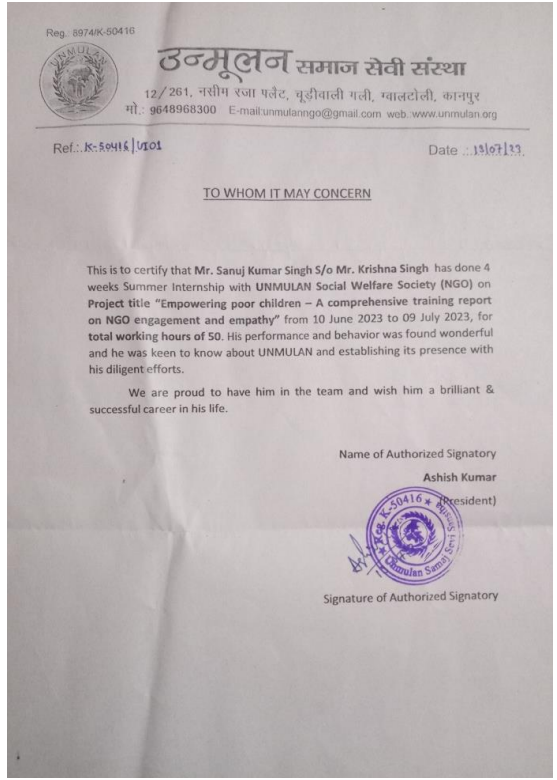 Reg.: 8974/K-50416
UNMULAN
उन्मूलन समाज सेवी संस्था
12/261, नसीम रजा पलैट, चूड़ीवाली गली, ग्वालटोली, कानपुर
मो.: 9648968300 E-mail:unmulanngo@gmail.com web.:www.unmulan.org
Ref.:.K-50416/UI01
Date .:13/07/23
TO WHOM IT MAY CONCERN
This is to certify that Mr. Sanuj Kumar Singh S/o Mr. Krishna Singh has done 4
weeks Summer Internship with UNMULAN Social Welfare Society (NGO) on
Project title “Empowering poor children – A comprehensive training report
on NGO engagement and empathy” from 10 June 2023 to 09 July 2023, for
total working hours of 50. His performance and behavior was found wonderful
and he was keen to know about UNMULAN and establishing its presence with
his diligent efforts.
We are proud to have him in the team and wish him a brilliant &
successful career in his life.
Name of Authorized Signatory
Ashish Kumar
(President)
Reg. K-50416
Unmulan Samaj Sevi Sanstha
Signature of Authorized Signatory